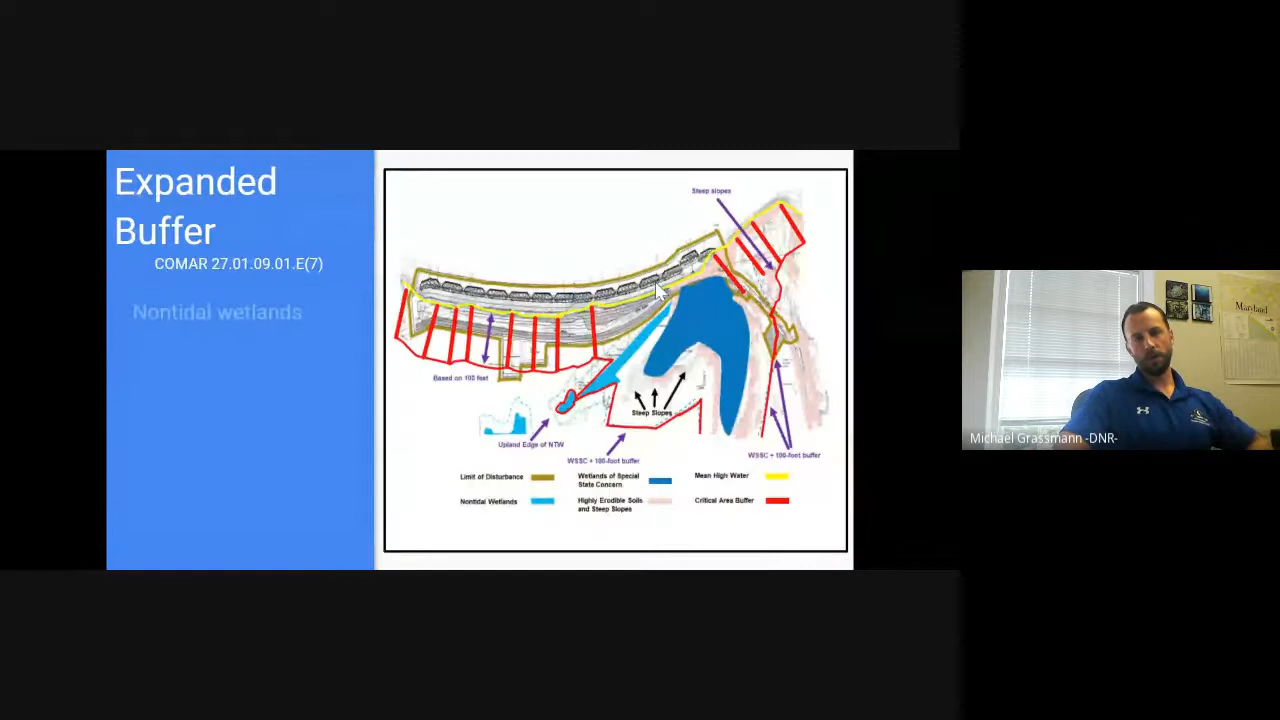 Expanded
Buffer
COMAR 27.01.09.01.E(7)
Nontidal wetlands
Steep slopes
Based on 100 feet
Steep Slopes
Upland Edge of NTW
WSSC + 100-foot buffer
WSSC + 100-foot buffer
Limit of Disturbance
Wetlands of Special
State Concern
Mean High Water
Nontidal Wetlands
Highly Erodible Soils
and Steep Slopes
Critical Area Buffer
Maryland
Michael Grassmann -DNR-